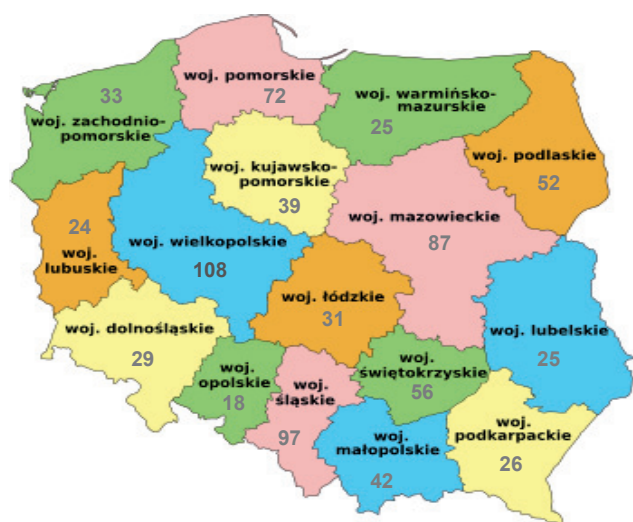 woj. pomorskie
72
33
woj. zachodnio-
pomorskie
woj. warmińsko-
mazurskie
25
woj. podlaskie
52
woj. kujawsko-
pomorskie
39
woj. mazowieckie
87
24
woj.
lubuskie
woj. wielkopolskie
108
woj. łódzkie
31
woj. dolnośląskie
29
woj. lubelskie
25
woj.
opolskie
18
woj.
śląskie
97
woj.
świętokrzyskie
56
woj.
małopolskie
42
woj.
podkarpackie
26